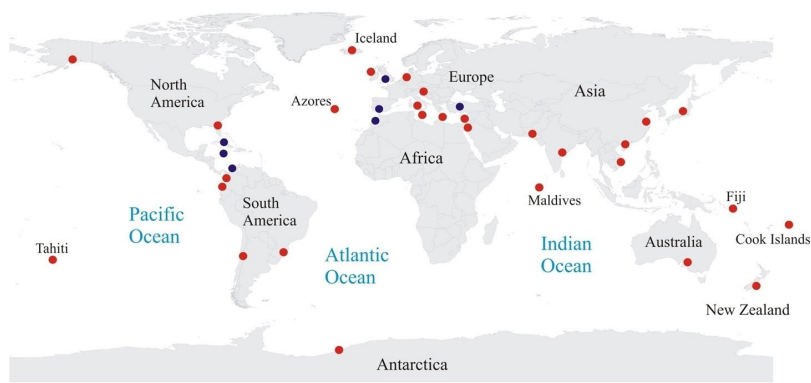 Iceland
North
America
Europe
Asia
Azores
Africa
Maldives
Fiji
South
America
Pacific
Ocean
Tahiti
Atlantic
Ocean
Indian
Ocean
Australia
Cook Islands
New Zealand
Antarctica